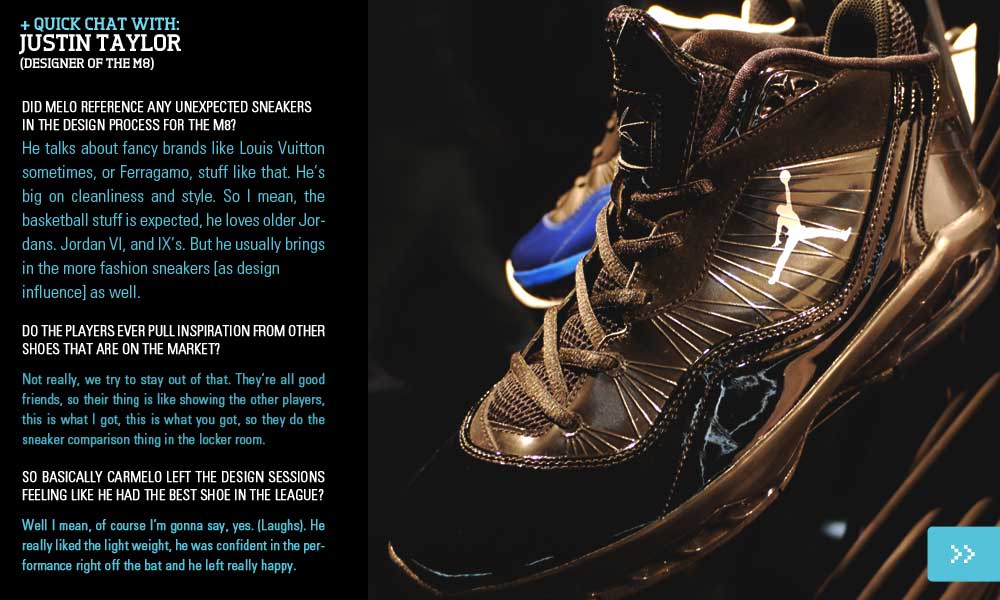 + QUICK CHAT WITH:
JUSTIN TAYLOR
(DESIGNER OF THE M8)
DID MELO REFERENCE ANY UNEXPECTED SNEAKERS
IN THE DESIGN PROCESS FOR THE M8?
He talks about fancy brands like Louis Vuitton
sometimes, or Ferragamo, stuff like that. He's
big on cleanliness and style. So I mean, the
basketball stuff is expected, he loves older Jor-
dans. Jordan VI, and IX's. But he usually brings
in the more fashion sneakers [as design
influence] as well.
DO THE PLAYERS EVER PULL INSPIRATION FROM OTHER
SHOES THAT ARE ON THE MARKET?
Not really, we try to stay out of that. They're all good
friends, so their thing is like showing the other players,
this is what I got, this is what you got, so they do the
sneaker comparison thing in the locker room.
SO BASICALLY CARMELO LEFT THE DESIGN SESSIONS
FEELING LIKE HE HAD THE BEST SHOE IN THE LEAGUE?
Well I mean, of course I'm gonna say, yes. (Laughs). He
really liked the light weight, he was confident in the per-
formance right off the bat and he left really happy.